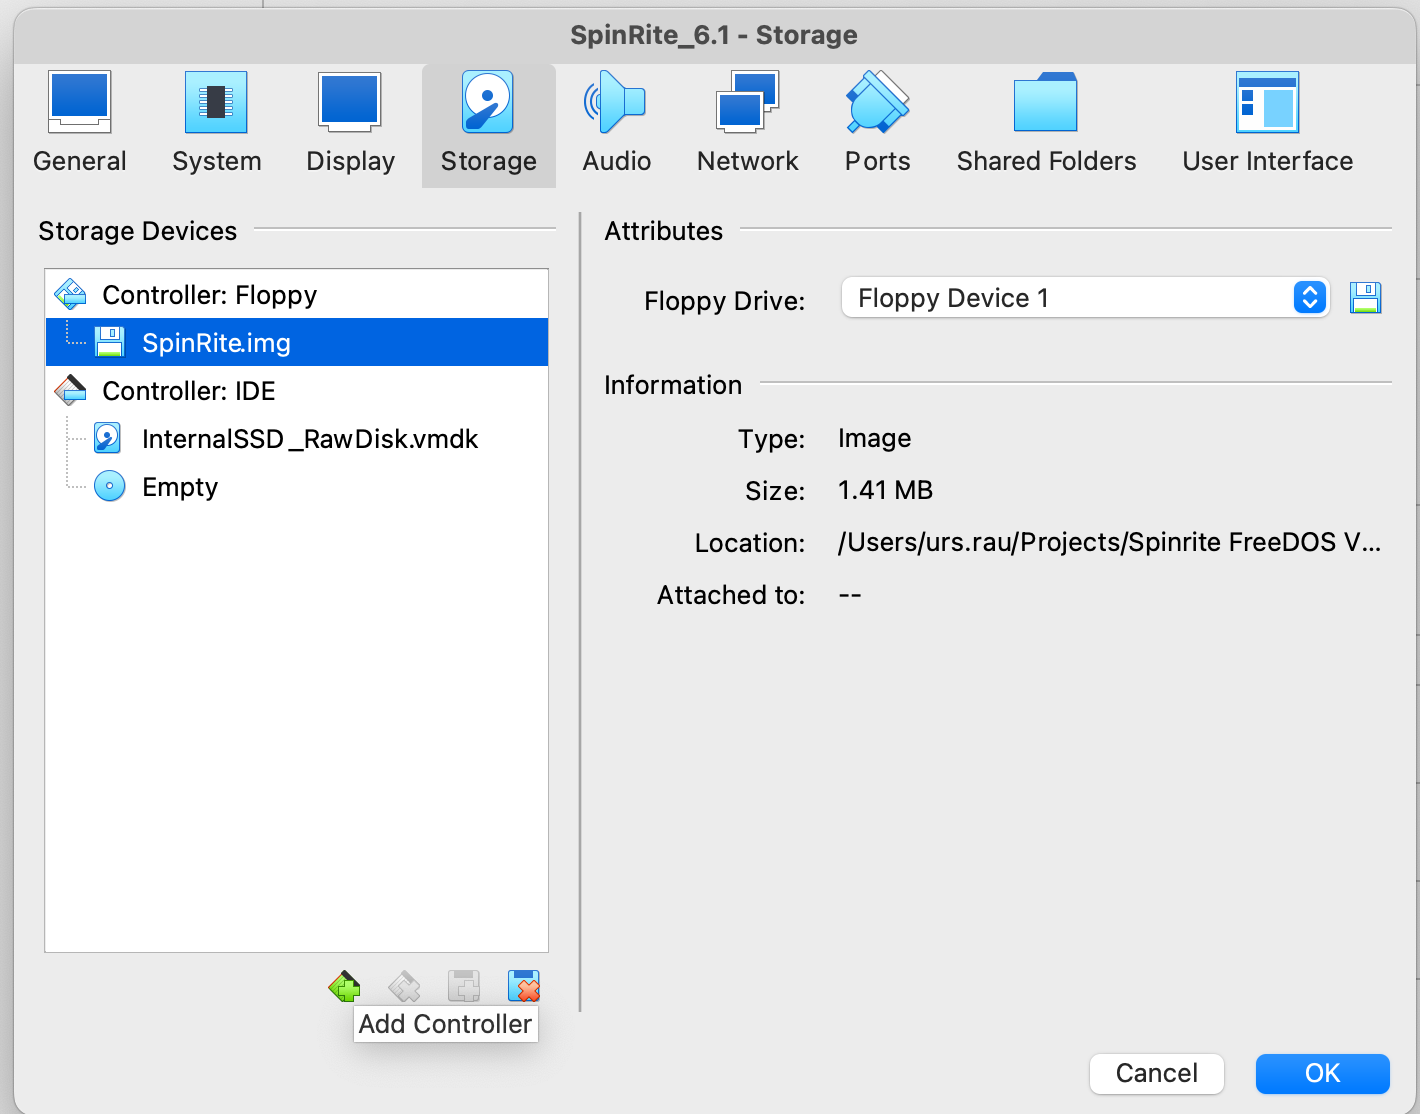 SpinRite_6.1 - Storage
General System Display Storage Audio Network Ports Shared Folders User Interface
Storage Devices
Controller: Floppy
SpinRite.img
Controller: IDE
InternalSSD_RawDisk.vmdk
Empty
Add Controller
Attributes
Floppy Drive: Floppy Device 1
Information
Type: Image
Size: 1.41 MB
Location: /Users/urs.rau/Projects/Spinrite FreeDOS V...
Attached to: --
Cancel OK